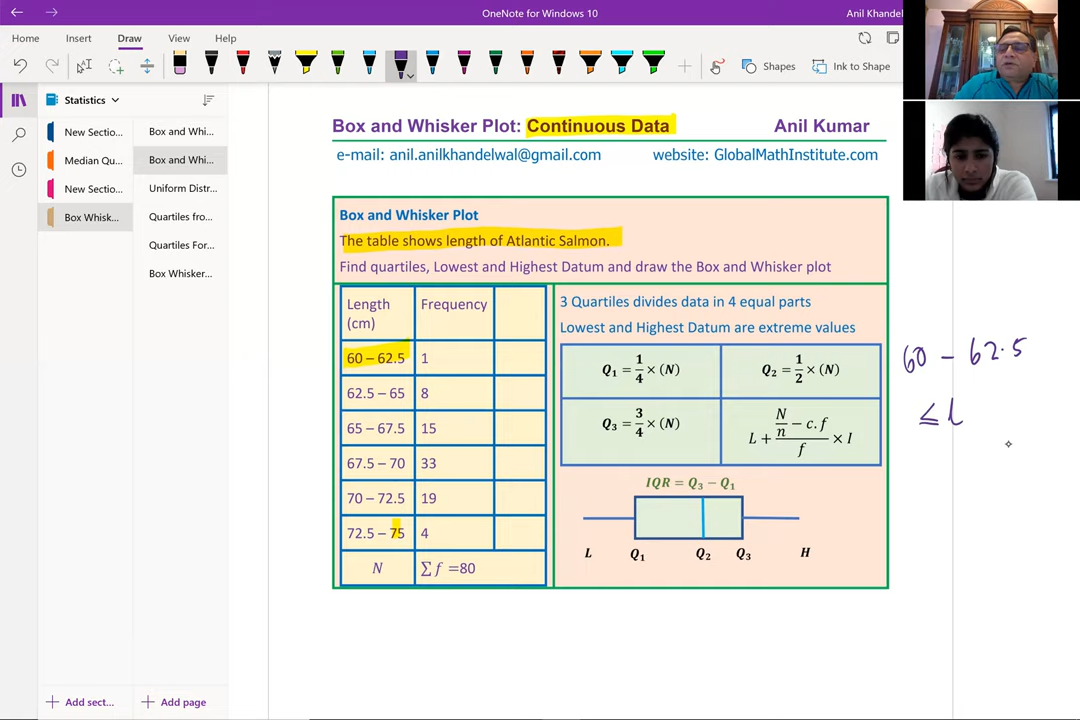 OneNote for Windows 10
Anil Khandel
Home Insert Draw View Help
Shapes Ink to Shape
Statistics
New Sectio...
Median Qu...
New Sectio...
Box Whisk...
Box and Whi...
Box and Whi...
Uniform Distr...
Quartiles fro...
Quartiles For...
Box Whisker...
Add sect...
Add page
Box and Whisker Plot: Continuous Data Anil Kumar
e-mail: anil.anilkhandelwal@gmail.com website: GlobalMathInstitute.com
Box and Whisker Plot
The table shows length of Atlantic Salmon.
Find quartiles, Lowest and Highest Datum and draw the Box and Whisker plot
Length (cm) Frequency
60 – 62.5 1
62.5 – 65 8
65 – 67.5 15
67.5 – 70 33
70 – 72.5 19
72.5 – 75 4
N ∑f =80
3 Quartiles divides data in 4 equal parts
Lowest and Highest Datum are extreme values
Q₁ = 1/4 × (N) Q₂ = 1/2 × (N)
Q₃ = 3/4 × (N) L + (N/n − c.f)/f × I
IQR = Q₃ − Q₁
L Q₁ Q₂ Q₃ H
60 – 62.5
≤ l